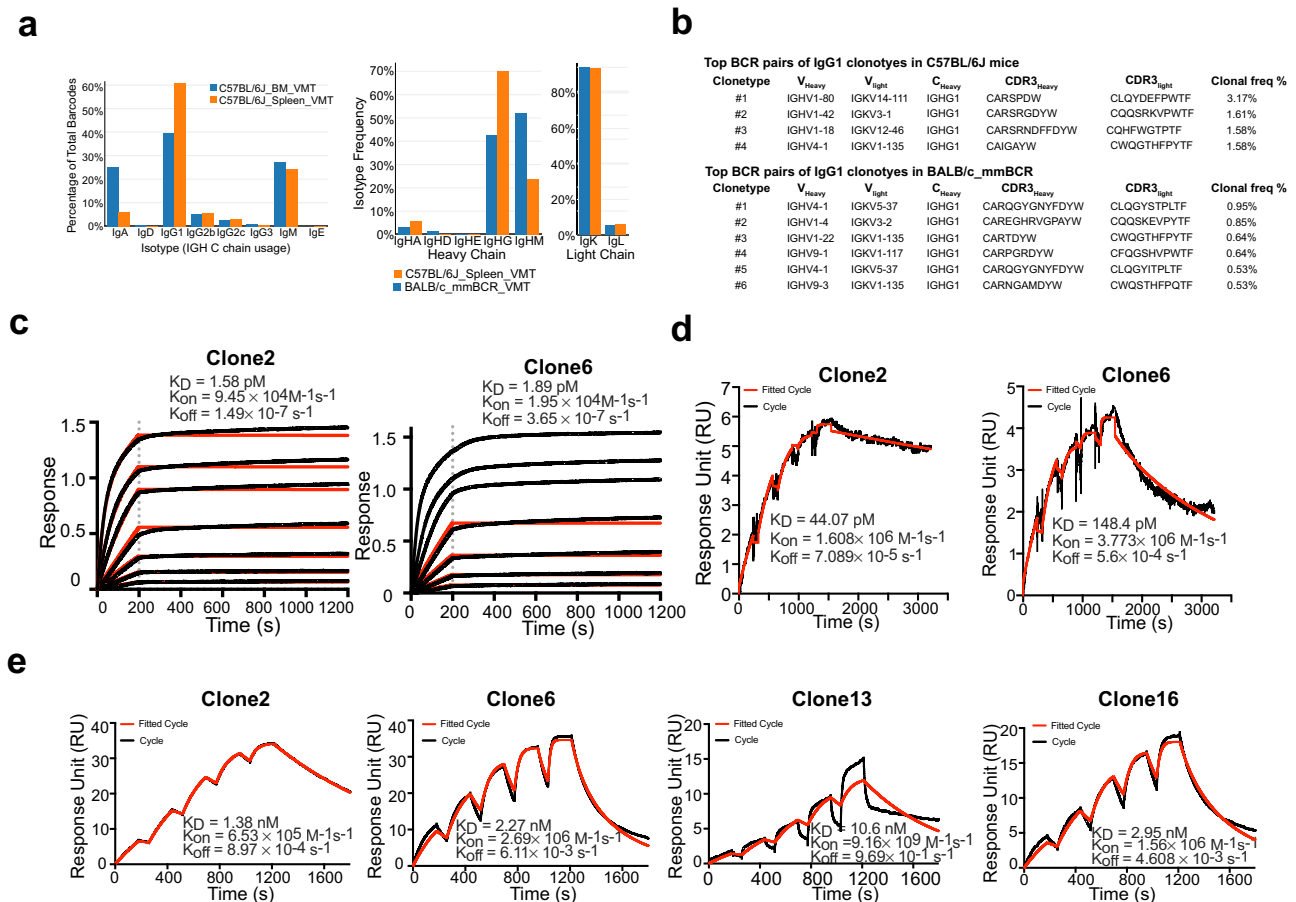 a
60%
50%
40%
30%
20%
10%
0%
Percentage of Total Barcodes
C57BL/6J_BM_VMT
C57BL/6J_Spleen_VMT
IgA IgD IgG1 IgG2b IgG2c IgG3 IgM IgE
Isotype (IGH C chain usage)
70%
60%
50%
40%
30%
20%
10%
0%
Isotope Frequency
IgHA IgHD IgHE IgHG IgHM
Heavy Chain
80%
60%
40%
20%
0%
IgK IgL
Light Chain
C57BL/6J_Spleen_VMT
BALB/c_mmBCR_VMT
b
Top BCR pairs of IgG1 clonotyes in C57BL/6J mice
Clonetype VHeavy Vlight CHeavy CDR3Heavy CDR3light Clonal freq %
#1 IGHV1-80 IGKV14-111 IGHG1 CARSPDW CLQYDEFPWTF 3.17%
#2 IGHV1-42 IGKV3-1 IGHG1 CARSRGDYW CQQSRKVPWTF 1.61%
#3 IGHV1-18 IGKV12-46 IGHG1 CARSRNDFFDYW CQHFWGTPTF 1.58%
#4 IGHV4-1 IGKV1-135 IGHG1 CAIGAYW CWQGTHFPYTF 1.58%
Top BCR pairs of IgG1 clonotyes in BALB/c_mmBCR
Clonetype VHeavy Vlight CHeavy CDR3Heavy CDR3light Clonal freq %
#1 IGHV4-1 IGKV5-37 IGHG1 CARQGYGNYFDYW CLQGYSTPLTF 0.95%
#2 IGHV1-4 IGKV3-2 IGHG1 CAREGHRVGPAYW CQQSKEVPYTF 0.85%
#3 IGHV1-22 IGKV1-135 IGHG1 CARTDYW CWQGTHFPYTF 0.64%
#4 IGHV9-1 IGKV1-117 IGHG1 CARPGRDYW CFQGSHVPWTF 0.64%
#5 IGHV4-1 IGKV5-37 IGHG1 CARQGYGNYFDYW CLQGYITPLTF 0.53%
#6 IGHV9-3 IGKV1-135 IGHG1 CARNGAMDYW CWQSTHFPQTF 0.53%
c
Clone2
KD = 1.58 pM
Kon = 9.45 × 10⁴M-1s-1
Koff = 1.49× 10-7 s-1
1.5
1.0
0.5
0
Response
0 200 400 600 800 1000 1200
Time (s)
Clone6
KD = 1.89 pM
Kon = 1.95 × 10⁴M-1s-1
Koff = 3.65× 10-7 s-1
1.5
1.0
0.5
0.0
Response
0 200 400 600 800 1000 1200
Time (s)
d
Clone2
Fitted Cycle
Cycle
7
6
5
4
3
2
1
0
Response Unit (RU)
KD = 44.07 pM
Kon = 1.608× 10⁶ M-1s-1
Koff = 7.089× 10-5 s-1
0 1000 2000 3000
Time (s)
Clone6
Fitted Cycle
Cycle
5
4
3
2
1
0
Response Unit (RU)
KD = 148.4 pM
Kon = 3.773× 10⁶ M-1s-1
Koff = 5.6× 10-4 s-1
0 1000 2000 3000
Time (s)
e
Clone2
Fitted Cycle
Cycle
40
30
20
10
0
Response Unit (RU)
KD = 1.38 nM
Kon = 6.53 × 10⁵ M-1s-1
Koff = 8.97× 10-4 s-1
0 400 800 1200 1600
Time (s)
Clone6
Fitted Cycle
Cycle
40
30
20
10
0
Response Unit (RU)
KD = 2.27 nM
Kon = 2.69× 10⁶ M-1s-1
Koff = 6.11× 10-3 s-1
0 400 800 1200 1600
Time (s)
Clone13
Fitted Cycle
Cycle
20
15
10
5
0
Response Unit (RU)
KD = 10.6 nM
Kon =9.16× 10⁹ M-1s-1
Koff = 9.69× 10-1 s-1
0 400 800 1200 1600
Time (s)
Clone16
Fitted Cycle
Cycle
20
15
10
5
0
Response Unit (RU)
KD = 2.95 nM
Kon = 1.56× 10⁶ M-1s-1
Koff = 4.608 × 10-3 s-1
0 400 800 1200 1600
Time (s)